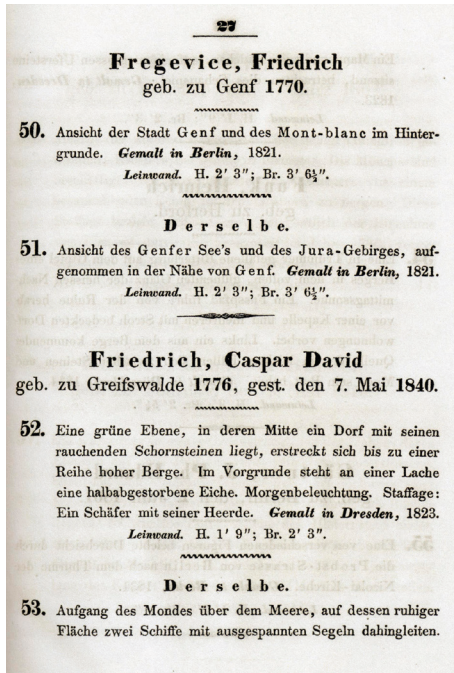 27
Fregevice, Friedrich
geb. zu Genf 1770.
50. Ansicht der Stadt Genf und des Mont-blanc im Hinter-
grunde. Gemalt in Berlin, 1821.
Leinwand. H. 2' 3"; Br. 3' 6½".
Derselbe.
51. Ansicht des Genfer See's und des Jura-Gebirges, auf-
genommen in der Nähe von Genf. Gemalt in Berlin, 1821.
Leinwand. H. 2' 3"; Br. 3' 6½".
Friedrich, Caspar David
geb. zu Greifswalde 1776, gest. den 7. Mai 1840.
52. Eine grüne Ebene, in deren Mitte ein Dorf mit seinen
rauchenden Schornsteinen liegt, erstreckt sich bis zu einer
Reihe hoher Berge. Im Vorgrunde steht an einer Lache
eine halbabgestorbene Eiche. Morgenbeleuchtung. Staffage:
Ein Schäfer mit seiner Heerde. Gemalt in Dresden, 1823.
Leinwand. H. 1' 9"; Br. 2' 3".
Derselbe.
53. Aufgang des Mondes über dem Meere, auf dessen ruhiger
Fläche zwei Schiffe mit ausgespannten Segeln dahingleiten.